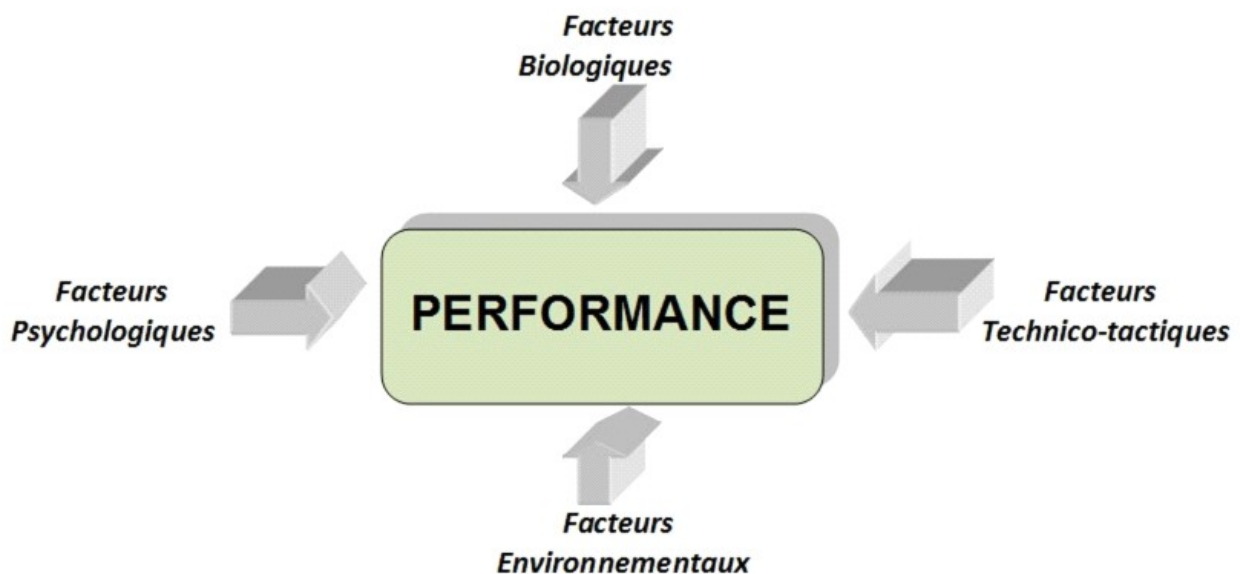 Facteurs
Biologiques
Facteurs
Psychologiques
PERFORMANCE
Facteurs
Technico-tactiques
Facteurs
Environnementaux